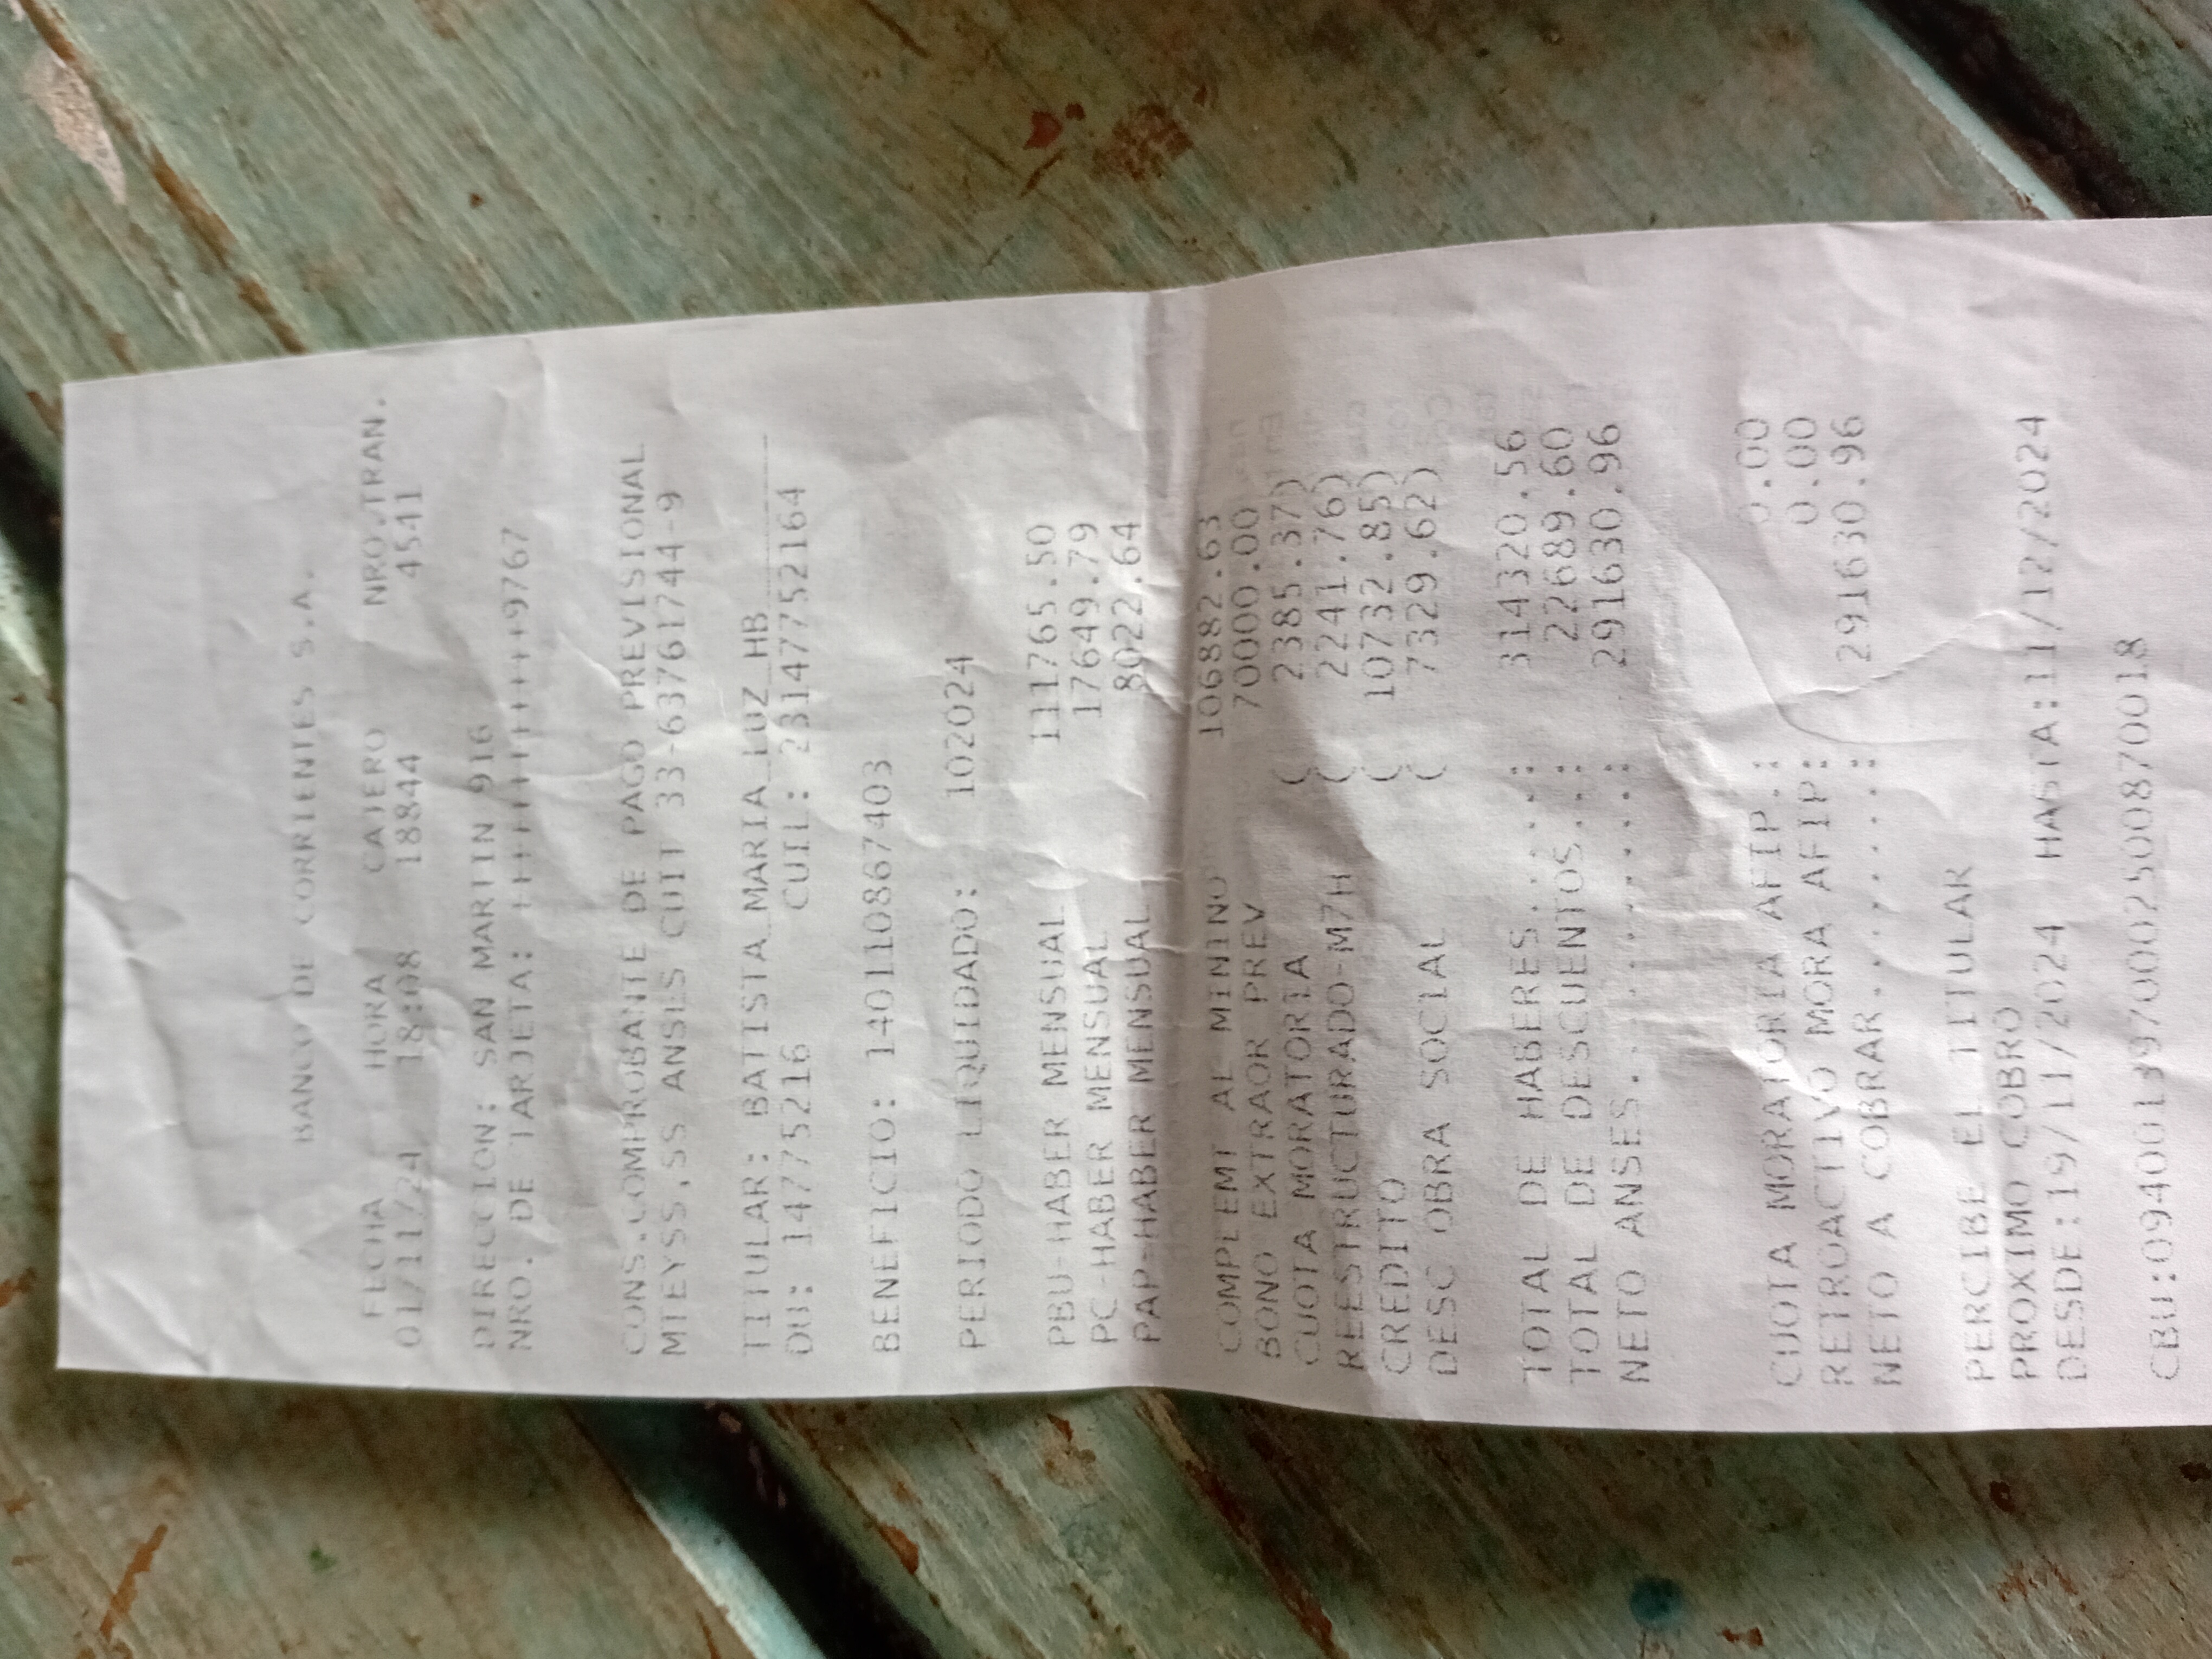 BANCO DE CORRIENTES S.A.
FECHA HORA CAJERO NRO.TRAN.
01/11/24 18:08 18844 4541
DIRECCION: SAN MARTIN 916
NRO. DE TARJETA: ++++++++++++9767
CONS.COMPROBANTE DE PAGO PREVISIONAL
MTEYSS.SS ANSES CUIT 33-63761744-9
TITULAR: BATISTA MARIA LUZ HB
DU: 14775216 CUIL: 23147752164
BENEFICIO: 140110867403
PERIODO LIQUIDADO: 102024
PBU-HABER MENSUAL 111765.50
PC-HABER MENSUAL 17649.79
PAP-HABER MENSUAL 8022.64
COMPLEMT AL MINIMO 106882.63
BONO EXTRAOR PREV 70000.00
CUOTA MORATORIA ( 2385.37)
REESTRUCTURADO-M7H ( 2241.76)
CREDITO ( 10732.85)
DESC OBRA SOCIAL ( 7329.62)
TOTAL DE HABERES......: 314320.56
TOTAL DE DESCUENTOS...: 22689.60
NETO ANSES............: 291630.96
CUOTA MORATORIA AFIP.: 0.00
RETROACTIVO MORA AFIP: 0.00
NETO A COBRAR........: 291630.96
PERCIBE EL TITULAR
PROXIMO COBRO
DESDE:19/11/2024 HASTA:11/12/2024
CBU:0940013970002500870018